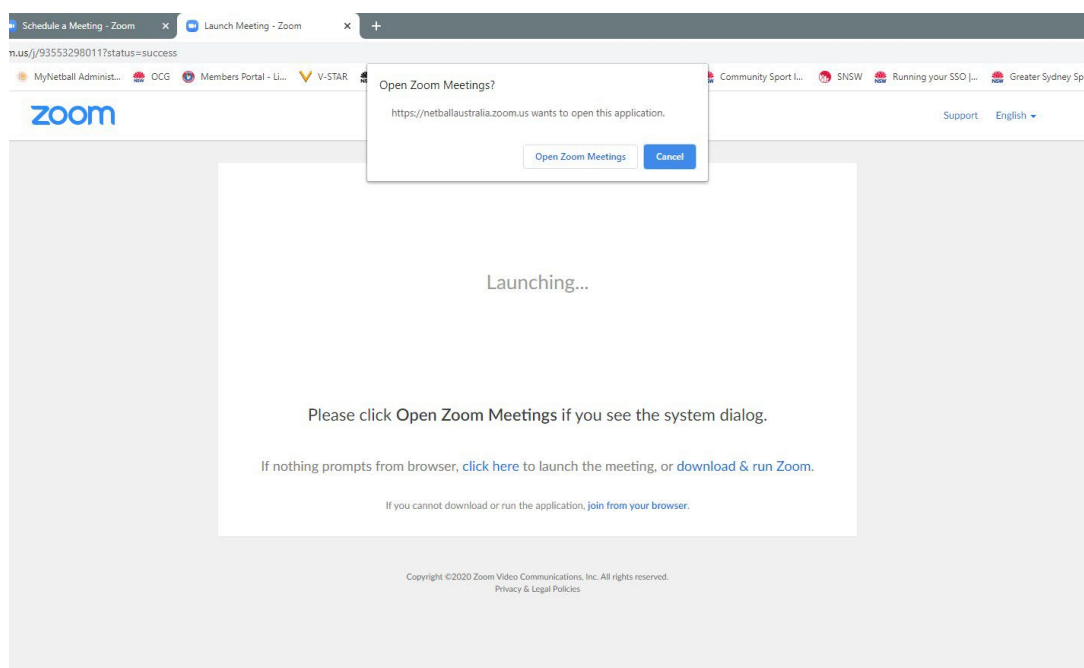 Schedule a Meeting - Zoom × Launch Meeting - Zoom × +
m.us/j/93553298011?status=success
MyNetball Administ... OCG Members Portal - Li... V-STAR Community Sport I... SNSW Running your SSO |... Greater Sydney Sp
Open Zoom Meetings?
https://netballaustralia.zoom.us wants to open this application.
Open Zoom Meetings Cancel
zoom
Support English
Launching...
Please click Open Zoom Meetings if you see the system dialog.
If nothing prompts from browser, click here to launch the meeting, or download & run Zoom.
If you cannot download or run the application, join from your browser.
Copyright ©2020 Zoom Video Communications, Inc. All rights reserved.
Privacy & Legal Policies